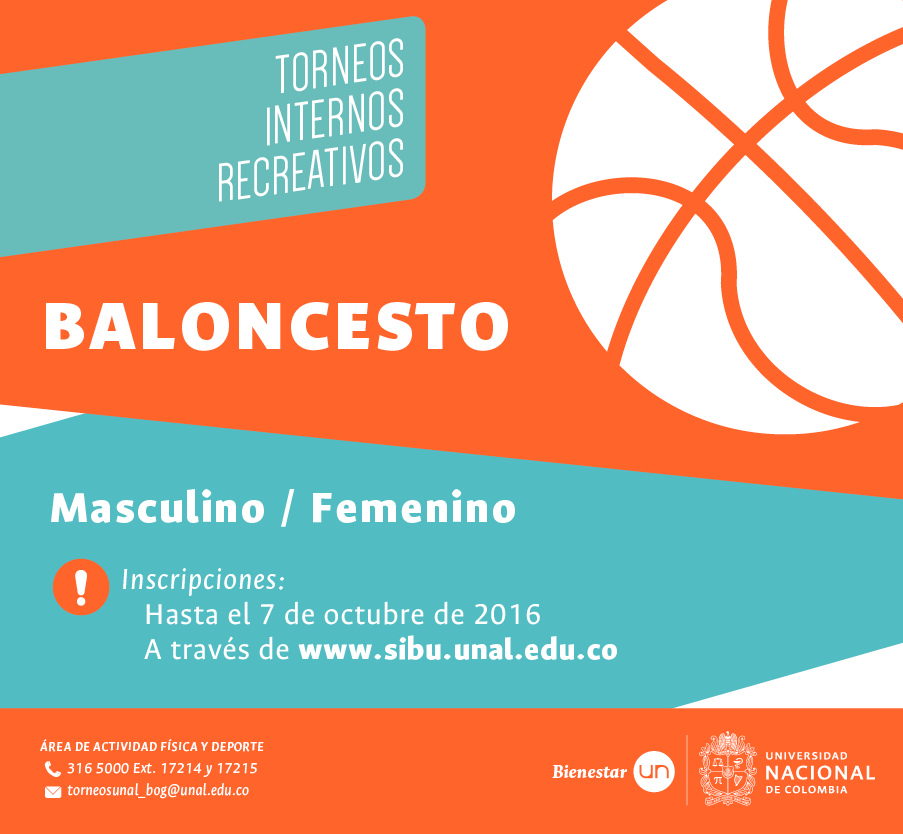 TORNEOS
INTERNOS
RECREATIVOS
BALONCESTO
Masculino / Femenino
Inscripciones:
Hasta el 7 de octubre de 2016
A través de www.sibu.unal.edu.co
ÁREA DE ACTIVIDAD FÍSICA Y DEPORTE
316 5000 Ext. 17214 y 17215
torneosunal_bog@unal.edu.co
Bienestar un
UNIVERSIDAD
NACIONAL
DE COLOMBIA